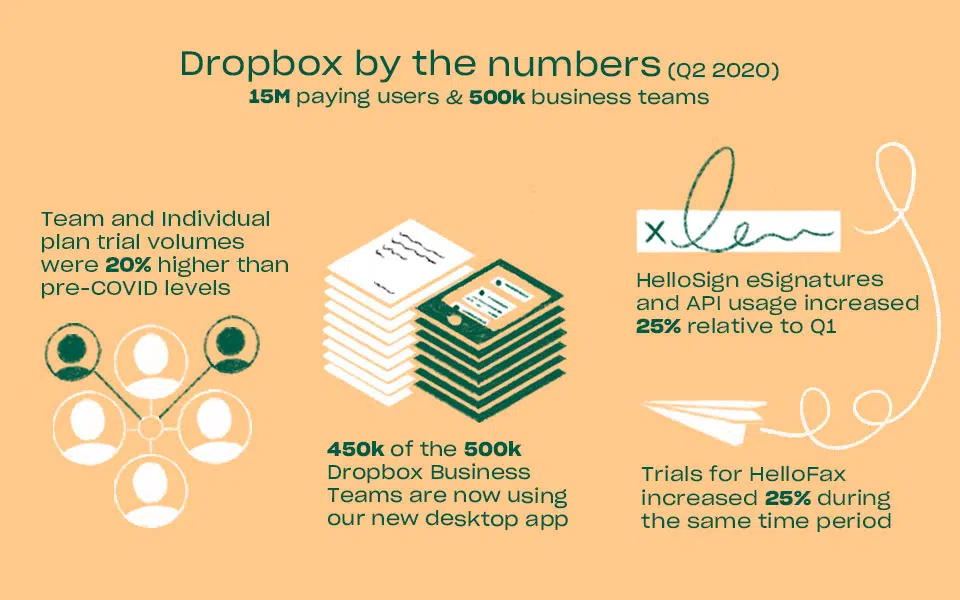 Dropbox by the numbers (Q2 2020)
15M paying users & 500k business teams
Team and Individual
plan trial volumes
were 20% higher than
pre-COVID levels
450k of the 500k
Dropbox Business
Teams are now using
our new desktop app
x
HelloSign eSignatures
and API usage increased
25% relative to Q1
Trials for HelloFax
increased 25% during
the same time period